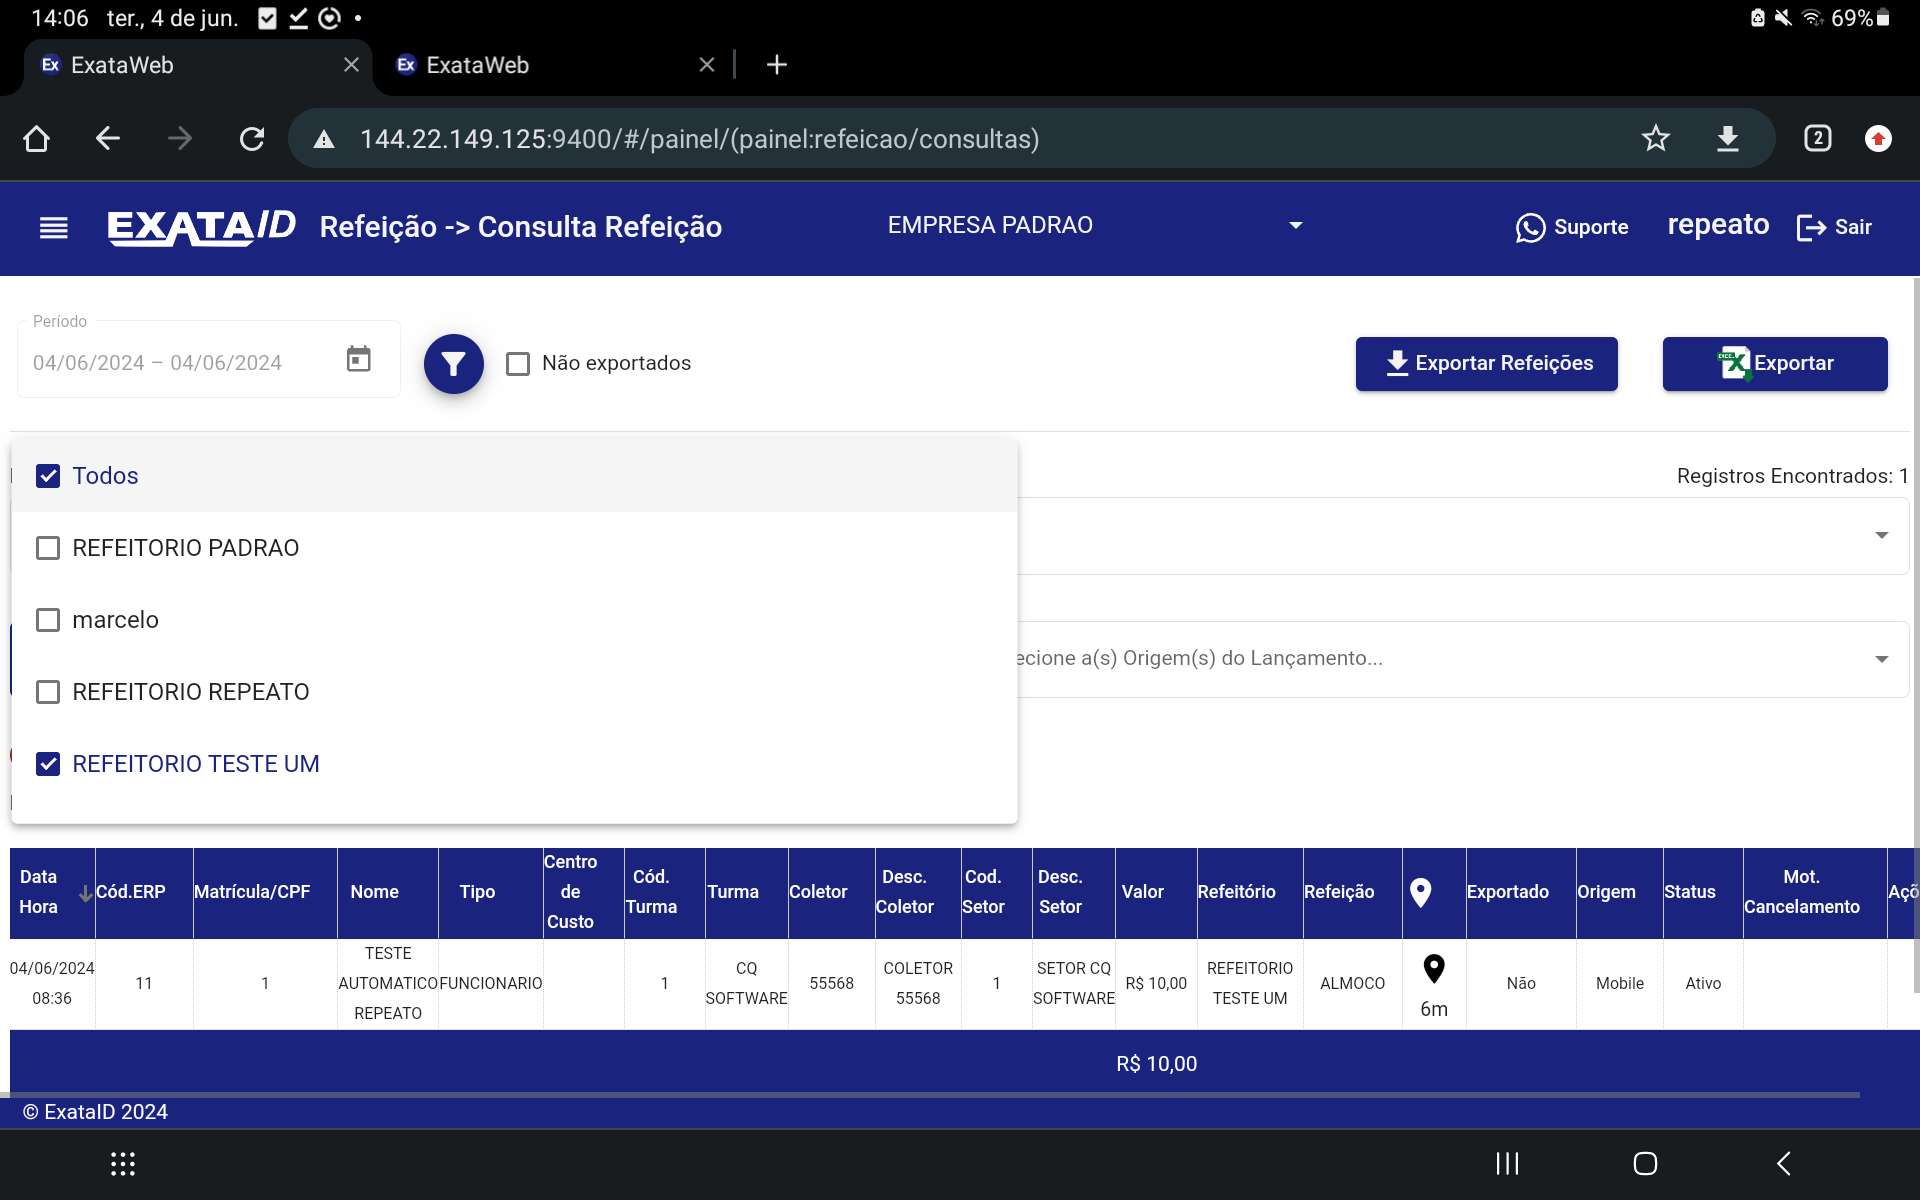 14:06 ter., 4 de jun.
69%
Ex ExataWeb
Ex ExataWeb
144.22.149.125:9400/#/painel/(painel:refeicao/consultas)
2
EXATAID Refeição -> Consulta Refeição
EMPRESA PADRAO
Suporte
repeato
Sair
Período
04/06/2024 – 04/06/2024
Não exportados
Exportar Refeições
Exportar
Todos
Registros Encontrados: 1
REFEITORIO PADRAO
marcelo
ecione a(s) Origem(s) do Lançamento...
REFEITORIO REPEATO
REFEITORIO TESTE UM
Data Hora
Cód.ERP
Matrícula/CPF
Nome
Tipo
Centro de Custo
Cód. Turma
Turma
Coletor
Desc. Coletor
Cod. Setor
Desc. Setor
Valor
Refeitório
Refeição
Exportado
Origem
Status
Mot. Cancelamento
Açõ
04/06/2024 08:36
11
1
TESTE AUTOMATICO REPEATO
FUNCIONARIO
1
CQ SOFTWARE
55568
COLETOR 55568
1
SETOR CQ SOFTWARE
R$ 10,00
REFEITORIO TESTE UM
ALMOCO
6m
Não
Mobile
Ativo
R$ 10,00
© ExataID 2024